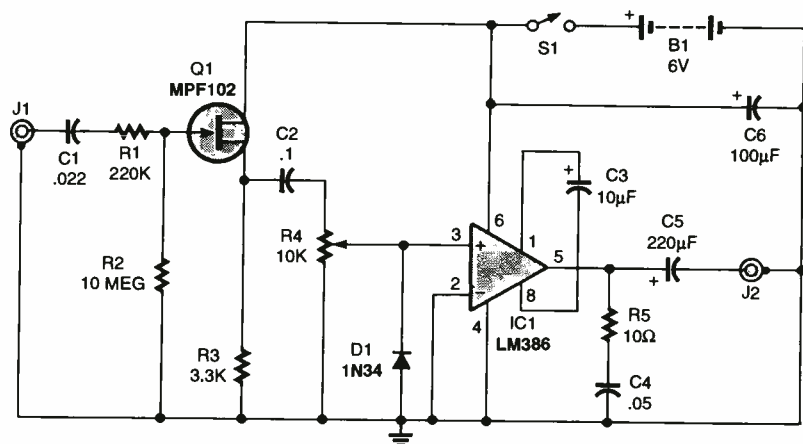 J1
C1
.022
R1
220K
Q1
MPF102
R2
10 MEG
C2
.1
R3
3.3K
R4
10K
D1
1N34
3
2
6
4
1
8
5
+
−
IC1
LM386
+
C3
10µF
S1
+
B1
6V
+
C6
100µF
C5
220µF
+
J2
R5
10Ω
C4
.05